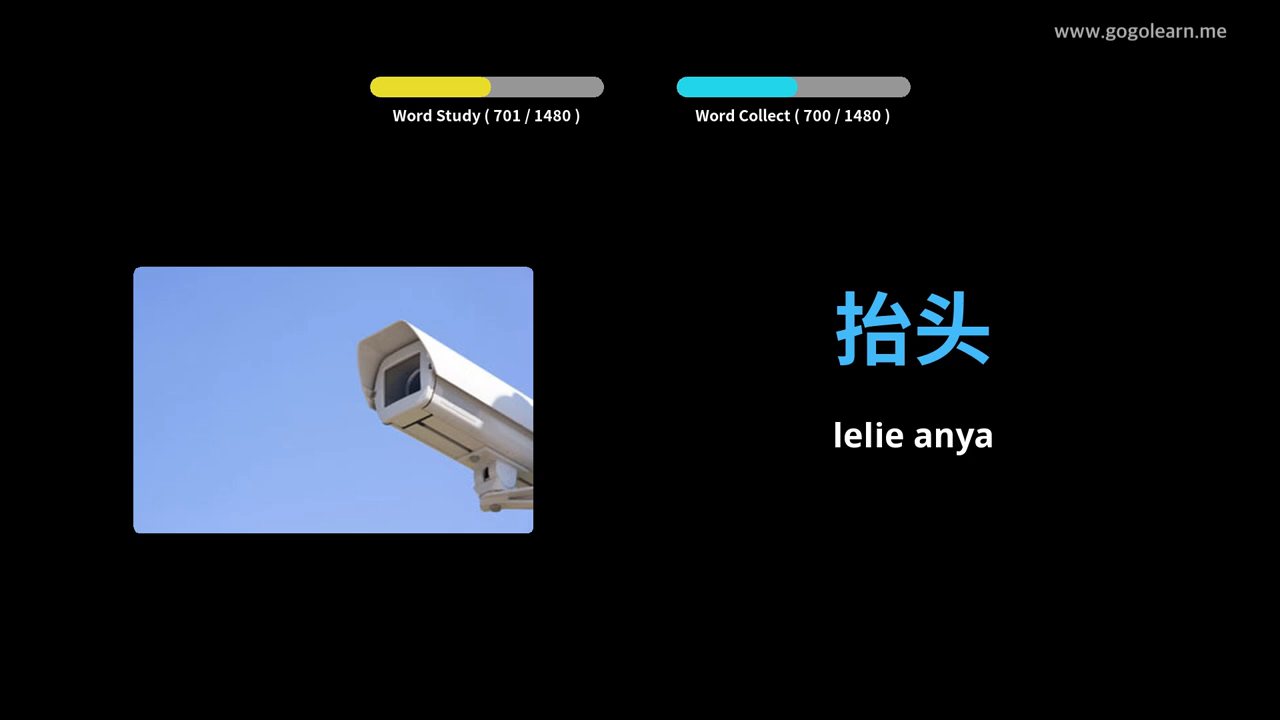 www.gogolearn.me
Word Study ( 701 / 1480 )
Word Collect ( 700 / 1480 )
抬头
lelie anya